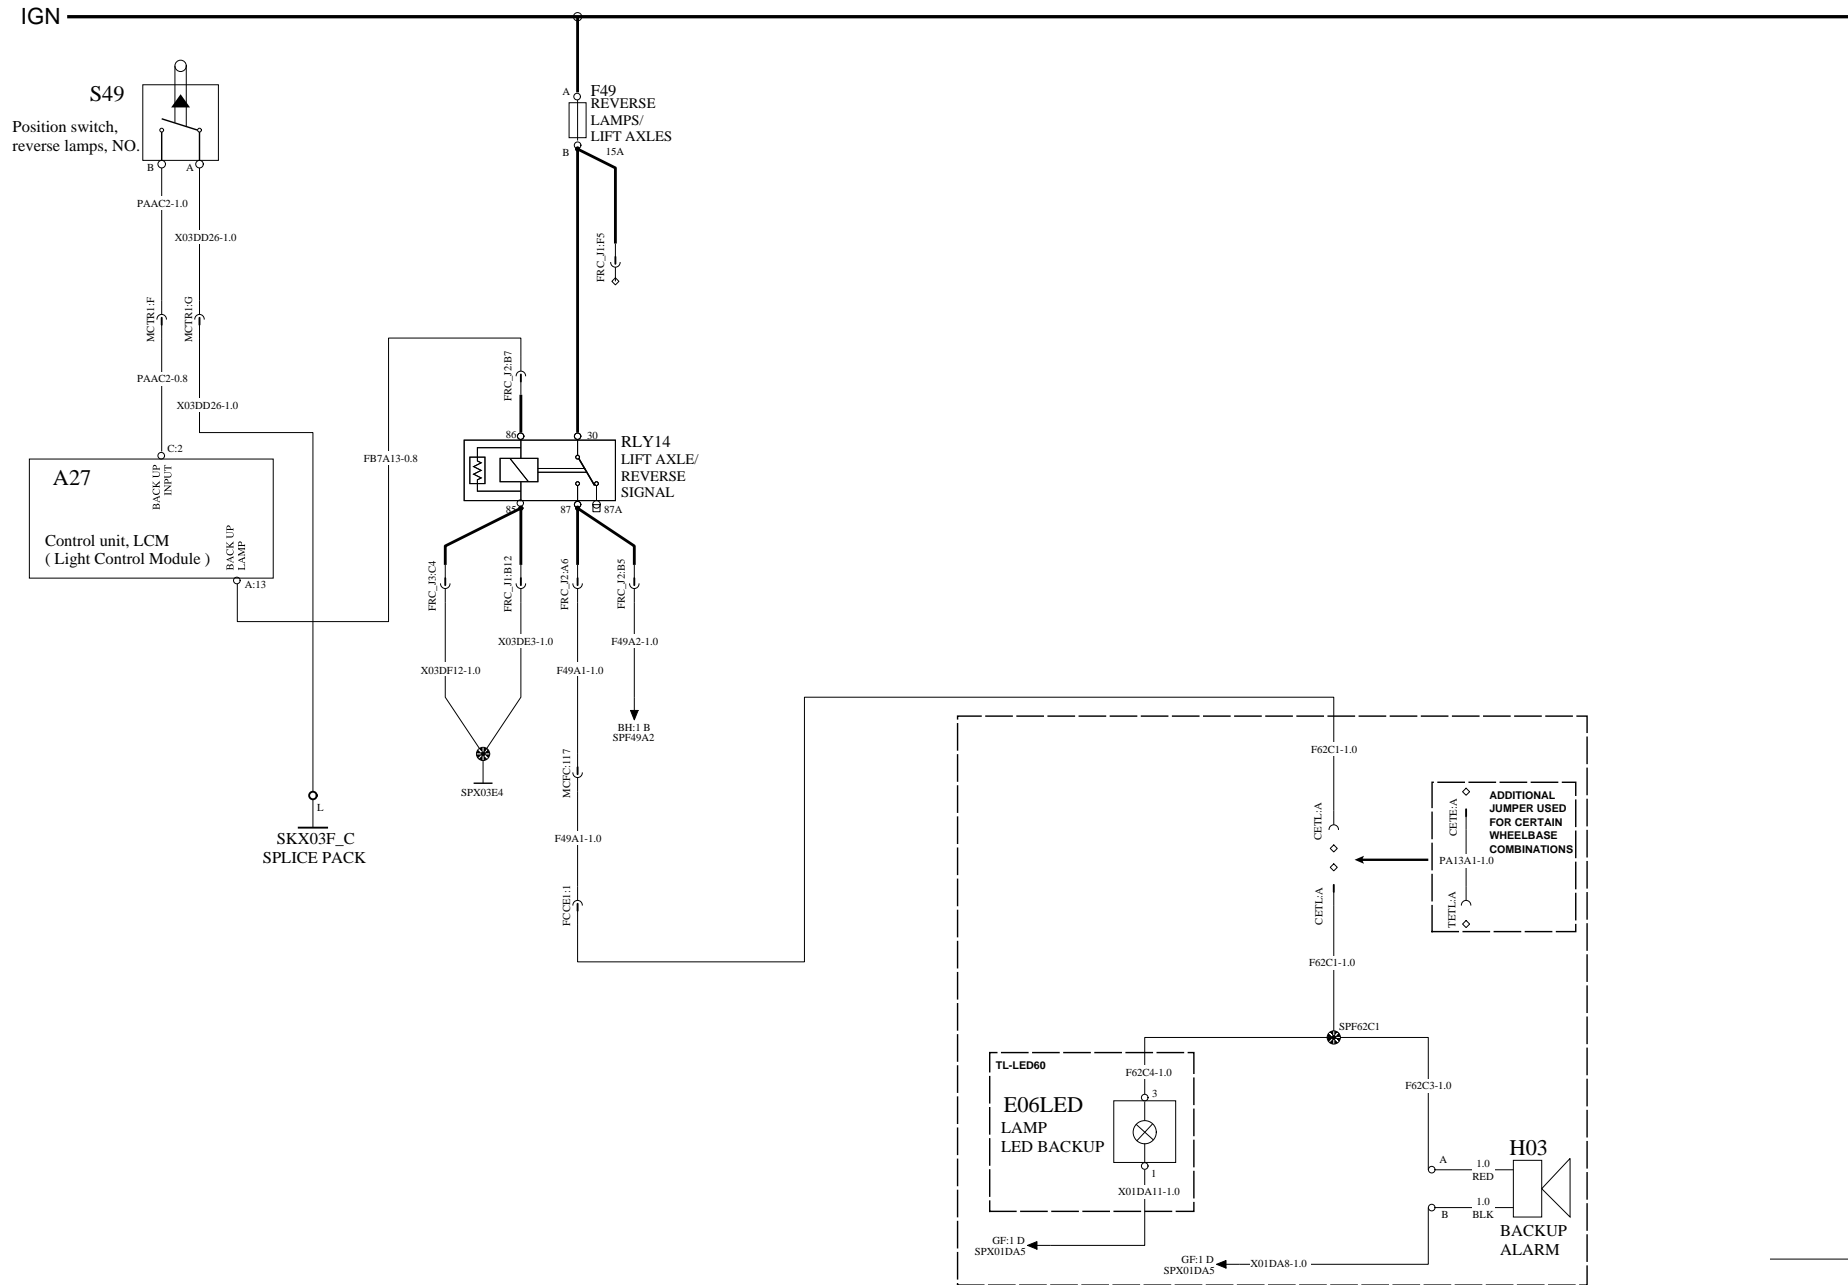 IGN
S49
Position switch,
reverse lamps, NO.
B
A
PAAC2-1.0
X03DD26-1.0
MCTR1:F
MCTR1:G
PAAC2-0.8
X03DD26-1.0
C:2
A27
BACK UP
INPUT
Control unit, LCM
( Light Control Module )
BACK UP
LAMP
A:13
L
SKX03F_C
SPLICE PACK
A
F49
REVERSE
LAMPS/
LIFT AXLES
B
15A
FRC_J1:F5
FRC_J2:B7
FB7A13-0.8
86
30
RLY14
LIFT AXLE/
REVERSE
SIGNAL
85
87
87A
FRC_J3:C4
FRC_J1:B12
FRC_J2:A6
FRC_J2:B5
X03DE3-1.0
F49A2-1.0
X03DF12-1.0
F49A1-1.0
BH:1 B
SPF49A2
SPX03E4
MCFC:117
F49A1-1.0
FCCE1:1
F62C1-1.0
CETL:A
CETE:A
ADDITIONAL
JUMPER USED
FOR CERTAIN
WHEELBASE
COMBINATIONS
PA13A1-1.0
CETL:A
TETL:A
F62C1-1.0
SPF62C1
TL-LED60
F62C4-1.0
F62C3-1.0
3
E06LED
LAMP
LED BACKUP
1
X01DA11-1.0
GF:1 D
SPX01DA5
A
1.0
RED
H03
B
1.0
BLK
BACKUP
ALARM
GF:1 D
SPX01DA5
X01DA8-1.0